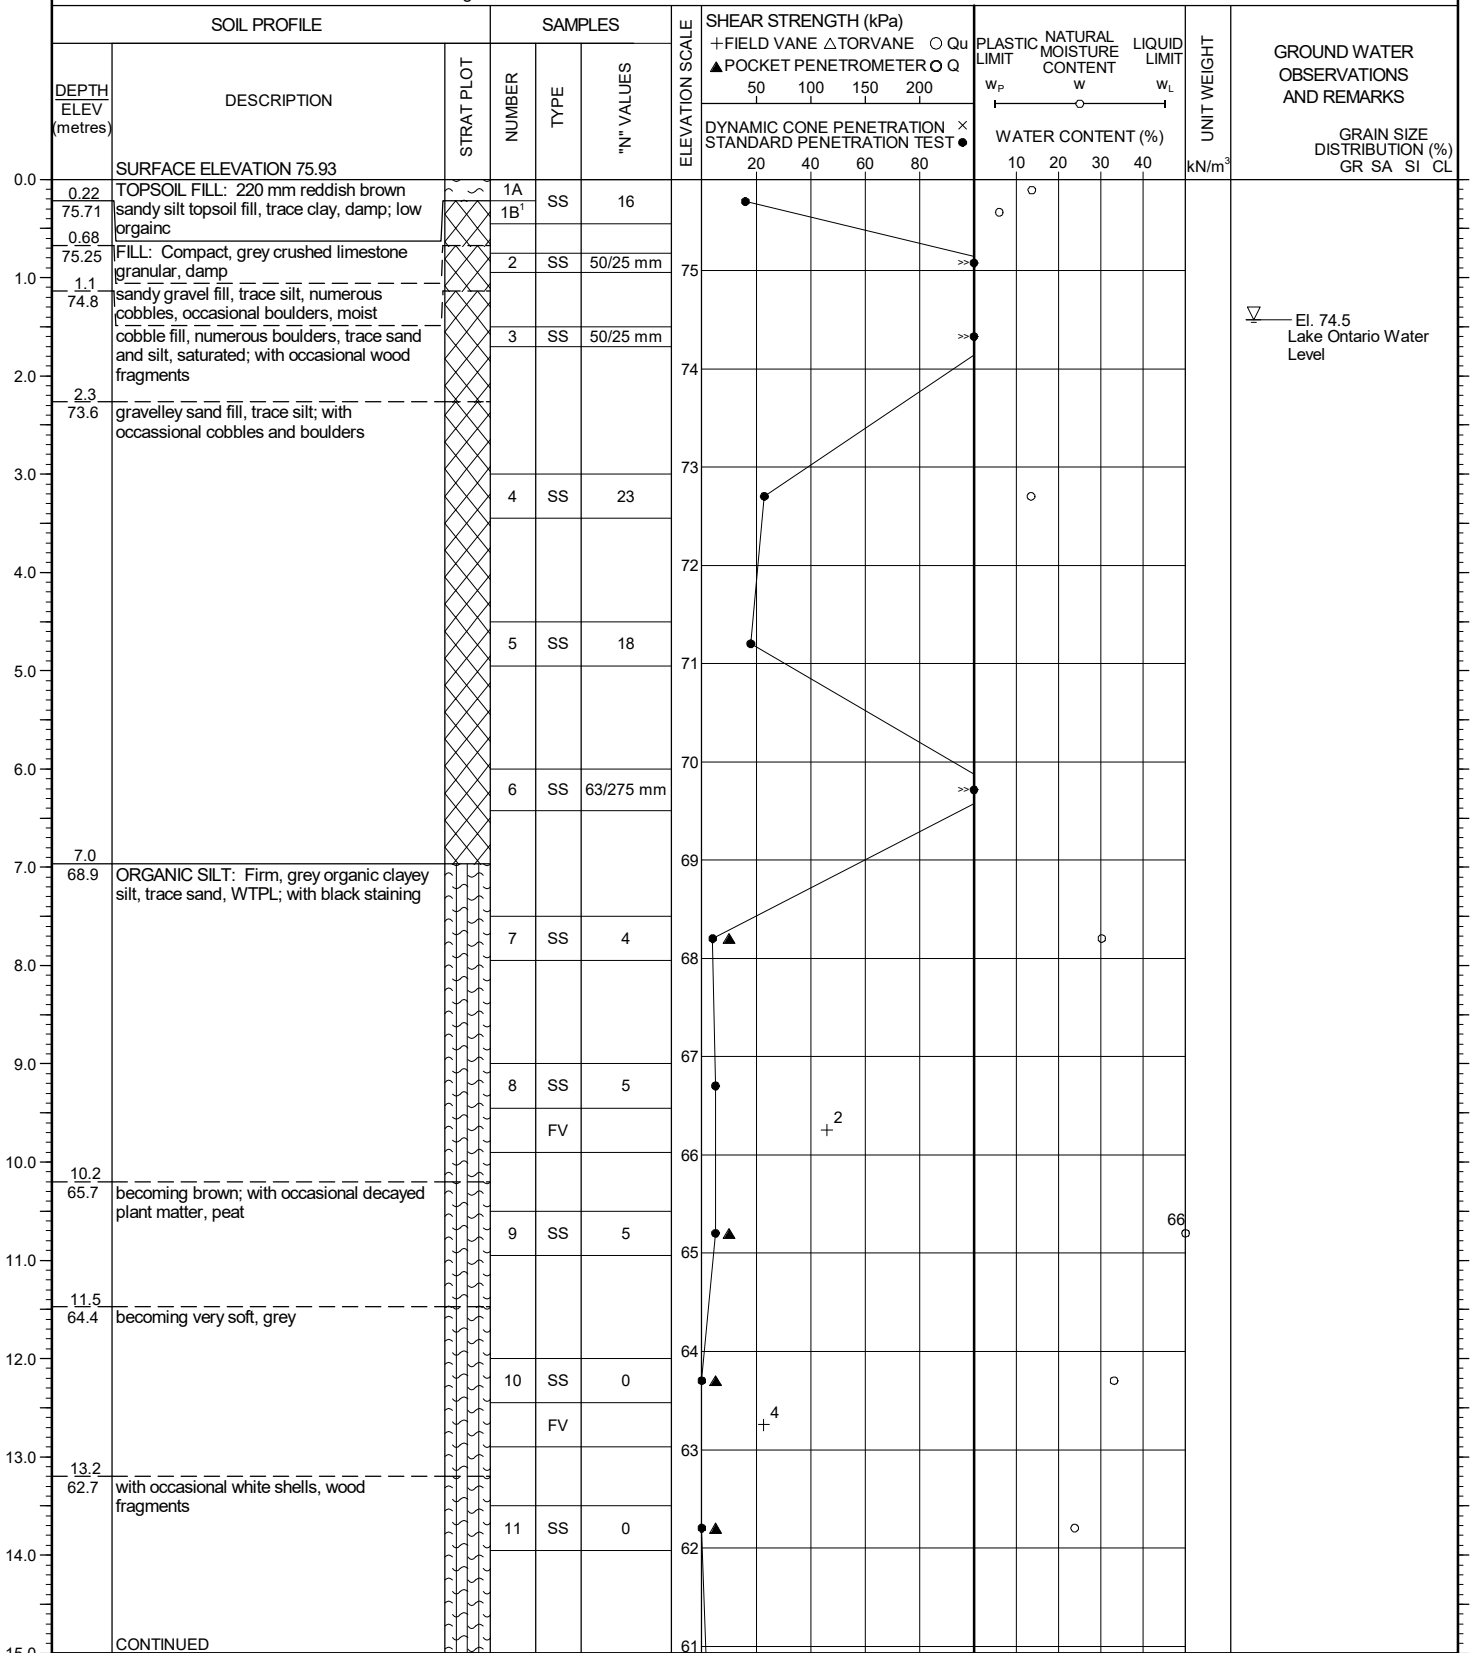 SOIL PROFILE
SAMPLES
ELEVATION SCALE
SHEAR STRENGTH (kPa)
+FIELD VANE △TORVANE ○ Qu
▲POCKET PENETROMETER O Q
50 100 150 200
DYNAMIC CONE PENETRATION ×
STANDARD PENETRATION TEST ●
20 40 60 80
PLASTIC LIMIT
NATURAL MOISTURE CONTENT
LIQUID LIMIT
wP w wL
WATER CONTENT (%)
10 20 30 40
UNIT WEIGHT
kN/m³
GROUND WATER
OBSERVATIONS
AND REMARKS
GRAIN SIZE
DISTRIBUTION (%)
GR SA SI CL
DEPTH
ELEV
(metres)
DESCRIPTION
STRAT PLOT
NUMBER
TYPE
"N" VALUES
SURFACE ELEVATION 75.93
0.0
0.22
75.71
TOPSOIL FILL: 220 mm reddish brown
sandy silt topsoil fill, trace clay, damp; low
orgainc
1A
1B¹
SS
16
0.68
75.25
FILL: Compact, grey crushed limestone
granular, damp
2 SS 50/25 mm
>>
75
1.0
1.1
74.8
sandy gravel fill, trace silt, numerous
cobbles, occasional boulders, moist
El. 74.5
Lake Ontario Water
Level
cobble fill, numerous boulders, trace sand
and silt, saturated; with occasional wood
fragments
3 SS 50/25 mm
>>
74
2.0
2.3
73.6
gravelley sand fill, trace silt; with
occassional cobbles and boulders
73
3.0
4 SS 23
72
4.0
5 SS 18
71
5.0
70
6.0
6 SS 63/275 mm
>>
69
7.0
7.0
68.9
ORGANIC SILT: Firm, grey organic clayey
silt, trace sand, WTPL; with black staining
7 SS 4
68
8.0
67
9.0
8 SS 5
FV
2
66
10.0
10.2
65.7
becoming brown; with occasional decayed
plant matter, peat
9 SS 5
66
65
11.0
11.5
64.4
becoming very soft, grey
64
12.0
10 SS 0
FV
4
63
13.0
13.2
62.7
with occasional white shells, wood
fragments
11 SS 0
62
14.0
61
CONTINUED
15.0